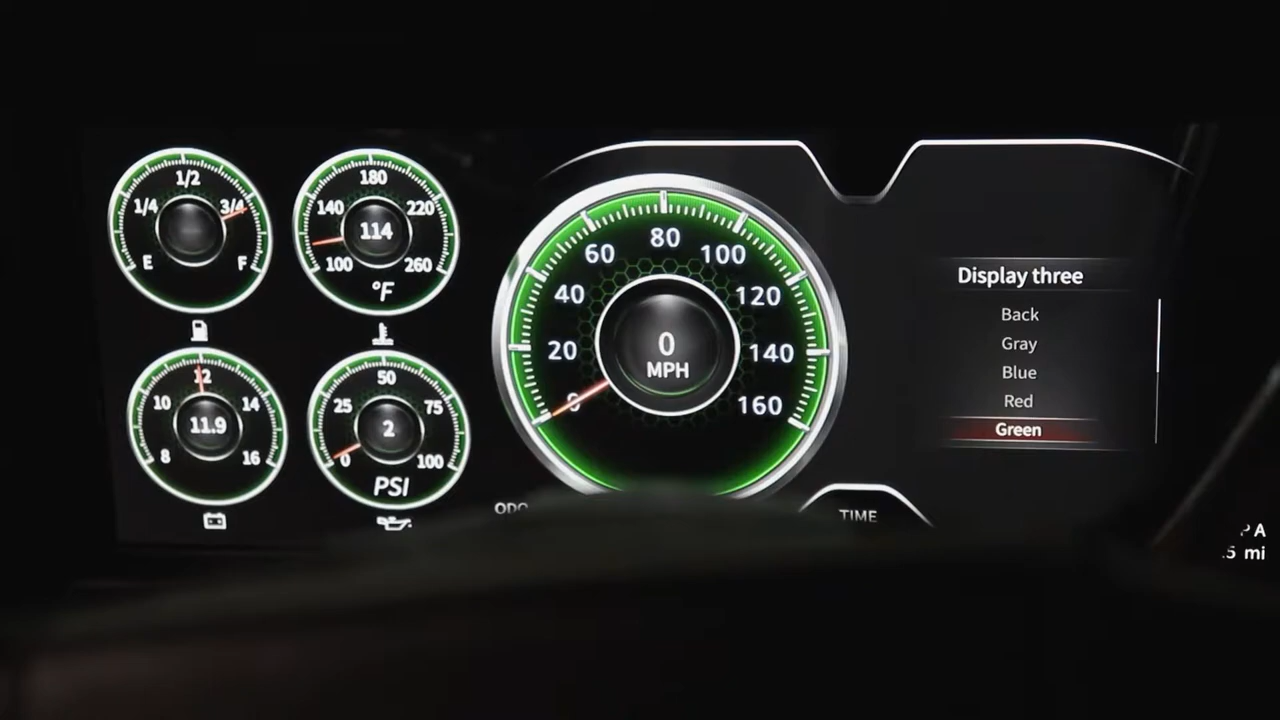 1/2
1/4 3/4
E F
180
140 220
114
100 260
°F
80
60 100
40 120
20 140
0
MPH
0 160
12
10 14
11.9
8 16
50
25 75
2
0 100
PSI
Display three
Back
Gray
Blue
Red
Green
TIME
A
5 mi